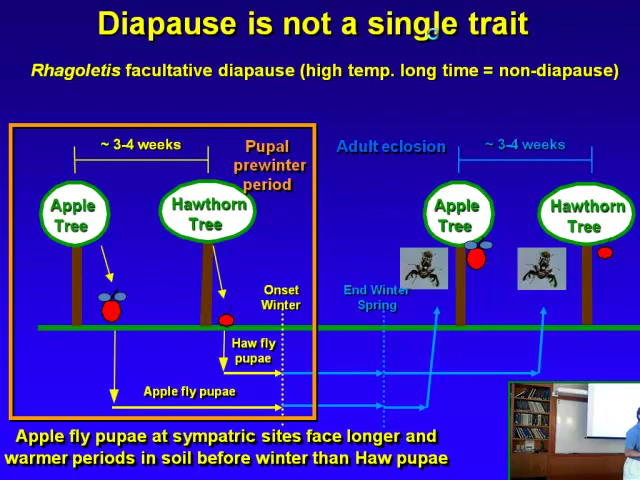 Diapause is not a single trait
Rhagoletis facultative diapause (high temp. long time = non-diapause)
~ 3-4 weeks
Pupal
prewinter
period
Adult eclosion
~ 3-4 weeks
Apple
Tree
Hawthorn
Tree
Apple
Tree
Hawthorn
Tree
Onset
Winter
End Winter
Spring
Haw fly
pupae
Apple fly pupae
Apple fly pupae at sympatric sites face longer and
warmer periods in soil before winter than Haw pupae